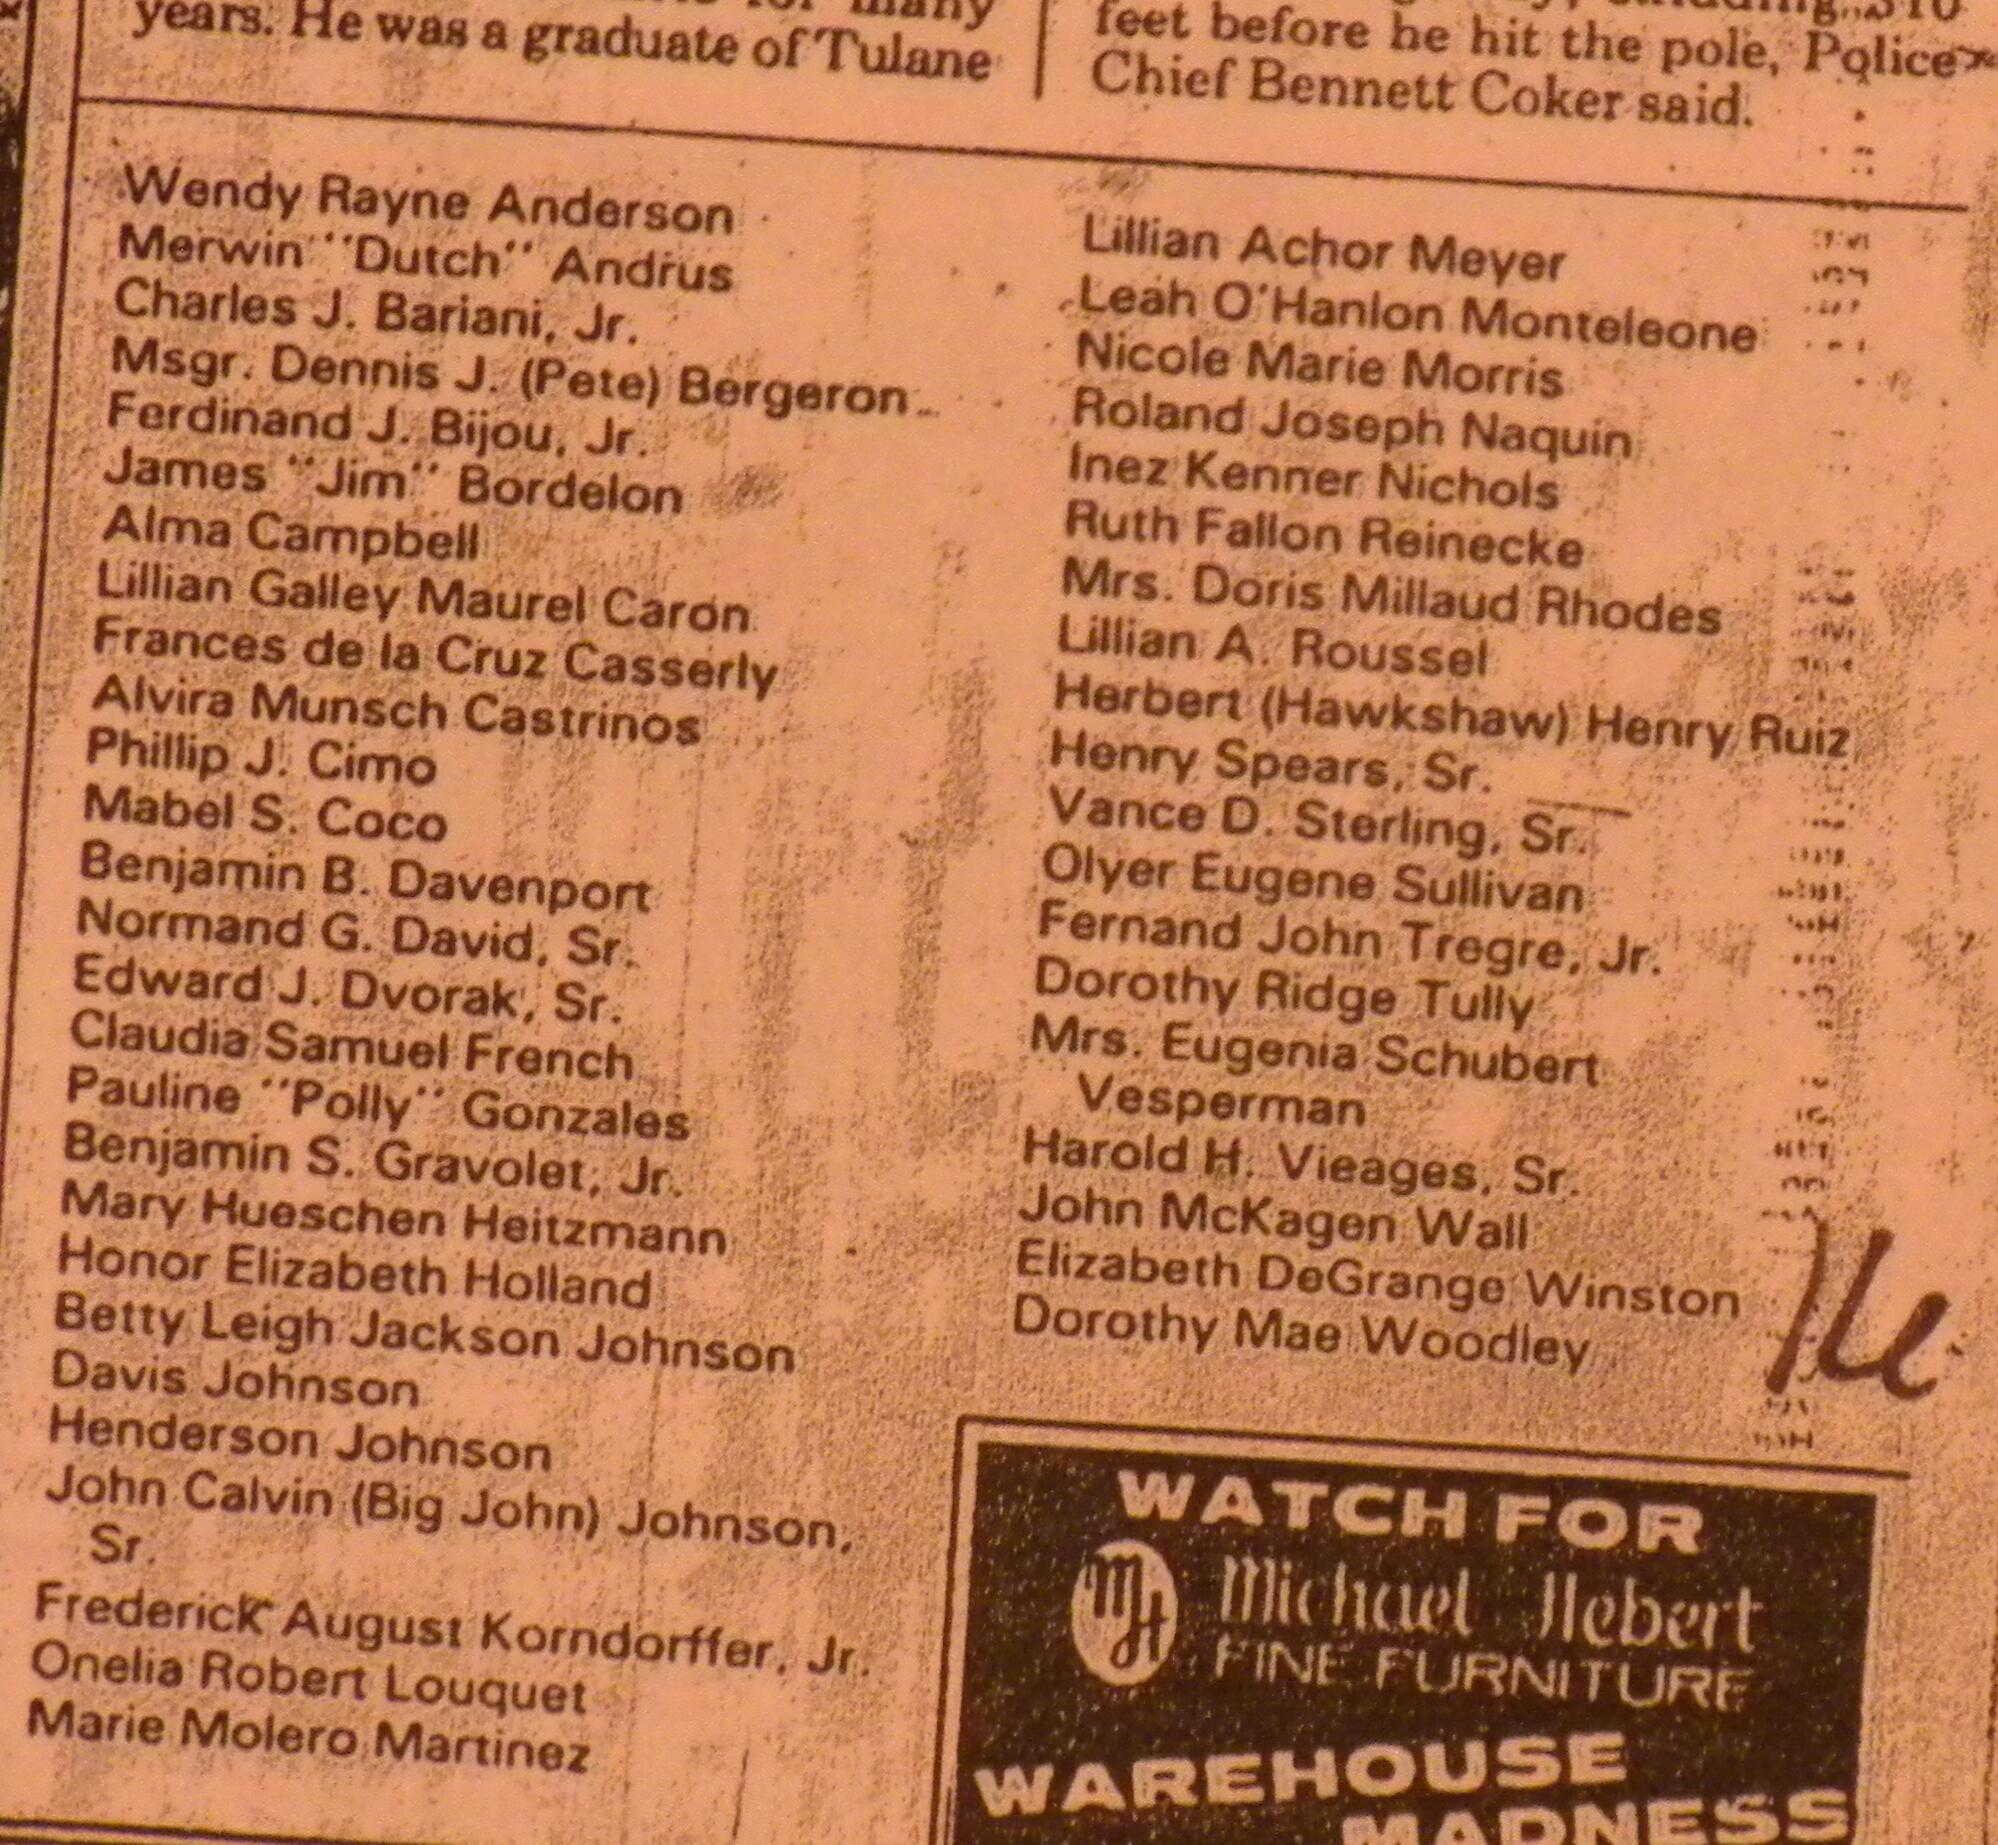 years. He was a graduate of Tulane
feet before he hit the pole, Police
Chief Bennett Coker said.
Wendy Rayne Anderson
Merwin "Dutch" Andrus
Charles J. Bariani, Jr.
Msgr. Dennis J. (Pete) Bergeron
Ferdinand J. Bijou, Jr.
James "Jim" Bordelon
Alma Campbell
Lillian Galley Maurel Caron
Frances de la Cruz Casserly
Alvira Munsch Castrinos
Phillip J. Cimo
Mabel S. Coco
Benjamin B. Davenport
Normand G. David, Sr.
Edward J. Dvorak, Sr.
Claudia Samuel French
Pauline "Polly" Gonzales
Benjamin S. Gravolet, Jr.
Mary Hueschen Heitzmann
Honor Elizabeth Holland
Betty Leigh Jackson Johnson
Davis Johnson
Henderson Johnson
John Calvin (Big John) Johnson,
Sr.
Frederick August Korndorffer, Jr.
Onelia Robert Louquet
Marie Molero Martinez
Lillian Achor Meyer
Leah O'Hanlon Monteleone
Nicole Marie Morris
Roland Joseph Naquin
Inez Kenner Nichols
Ruth Fallon Reinecke
Mrs. Doris Millaud Rhodes
Lillian A. Roussel
Herbert (Hawkshaw) Henry Ruiz
Henry Spears, Sr.
Vance D. Sterling, Sr.
Olyer Eugene Sullivan
Fernand John Tregre, Jr.
Dorothy Ridge Tully
Mrs. Eugenia Schubert
Vesperman
Harold H. Vieages, Sr.
John McKagen Wall
Elizabeth DeGrange Winston
Dorothy Mae Woodley
WATCH FOR
MH Michael Hebert
FINE FURNITURE
WAREHOUSE
MADNESS